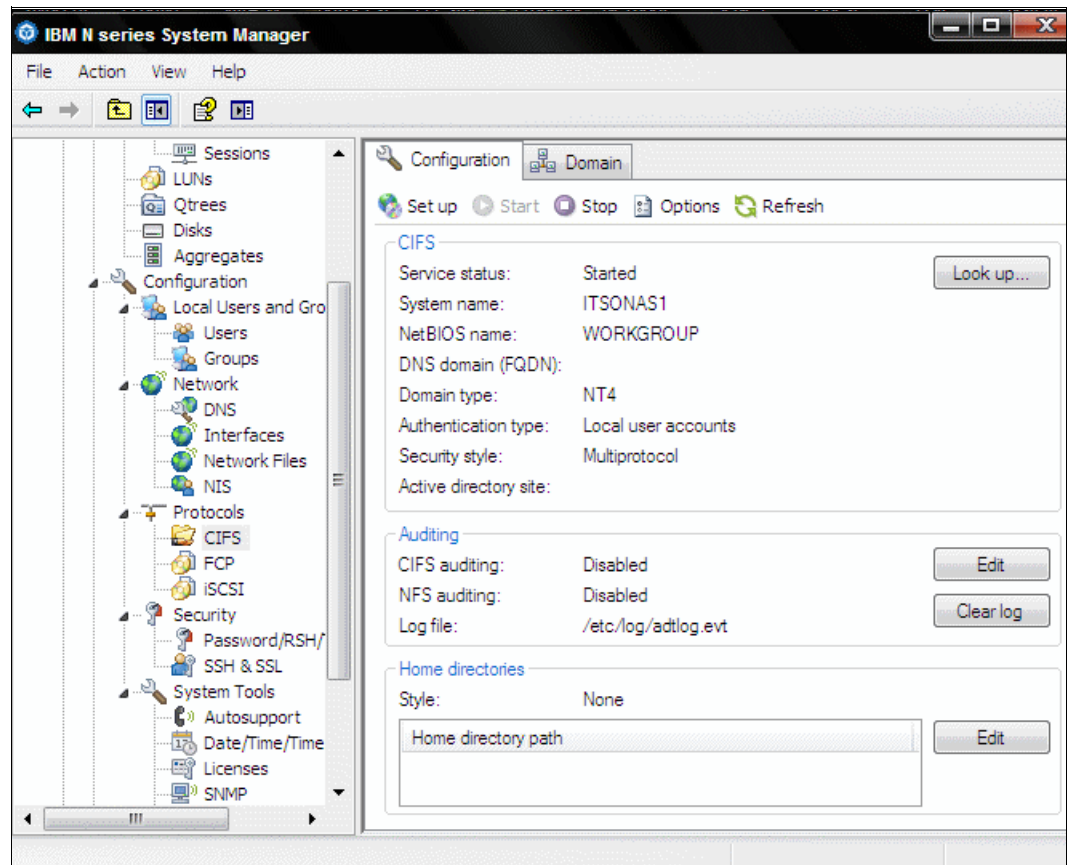 IBM N series System Manager
File Action View Help
Sessions
LUNs
Qtrees
Disks
Aggregates
Configuration
Local Users and Gro
Users
Groups
Network
DNS
Interfaces
Network Files
NIS
Protocols
CIFS
FCP
iSCSI
Security
Password/RSH/
SSH & SSL
System Tools
Autosupport
Date/Time/Time
Licenses
SNMP
Configuration Domain
Set up Start Stop Options Refresh
CIFS
Service status: Started Look up...
System name: ITSONAS1
NetBIOS name: WORKGROUP
DNS domain (FQDN):
Domain type: NT4
Authentication type: Local user accounts
Security style: Multiprotocol
Active directory site:
Auditing
CIFS auditing: Disabled Edit
NFS auditing: Disabled
Clear log
Log file: /etc/log/adtlog.evt
Home directories
Style: None
Home directory path Edit